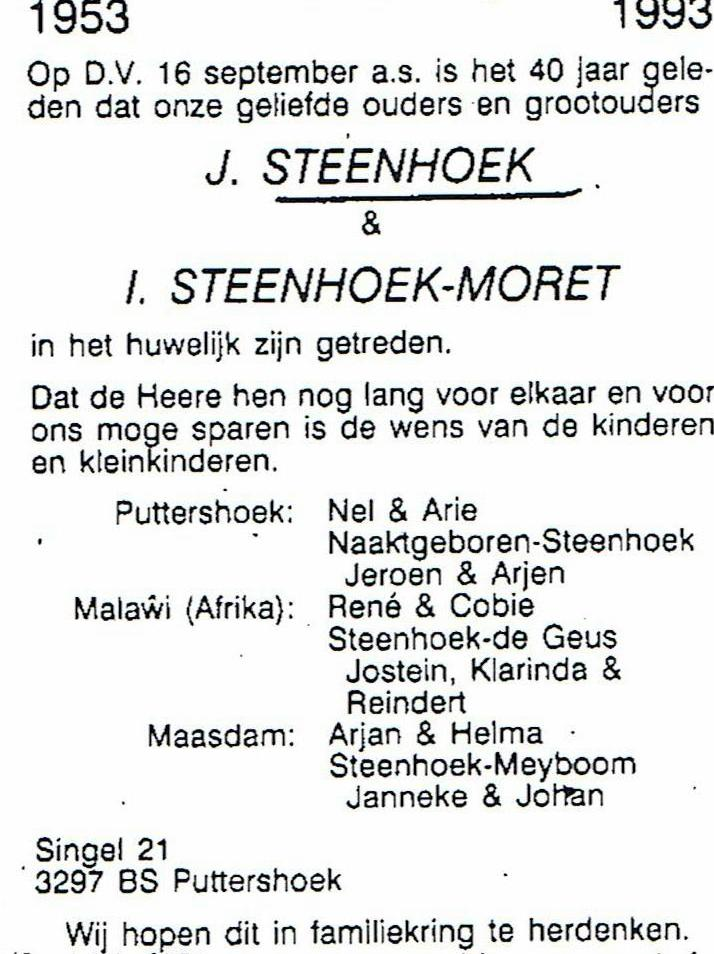 1953 1993
Op D.V. 16 september a.s. is het 40 jaar gele-
den dat onze geliefde ouders en grootouders
J. STEENHOEK
&
I. STEENHOEK-MORET
in het huwelijk zijn getreden.
Dat de Heere hen nog lang voor elkaar en voor
ons moge sparen is de wens van de kinderen
en kleinkinderen.
Puttershoek: Nel & Arie
Naaktgeboren-Steenhoek
Jeroen & Arjen
Malawi (Afrika): René & Cobie
Steenhoek-de Geus
Jostein, Klarinda &
Reindert
Maasdam: Arjan & Helma
Steenhoek-Meyboom
Janneke & Johan
Singel 21
3297 BS Puttershoek
Wij hopen dit in familiekring te herdenken.